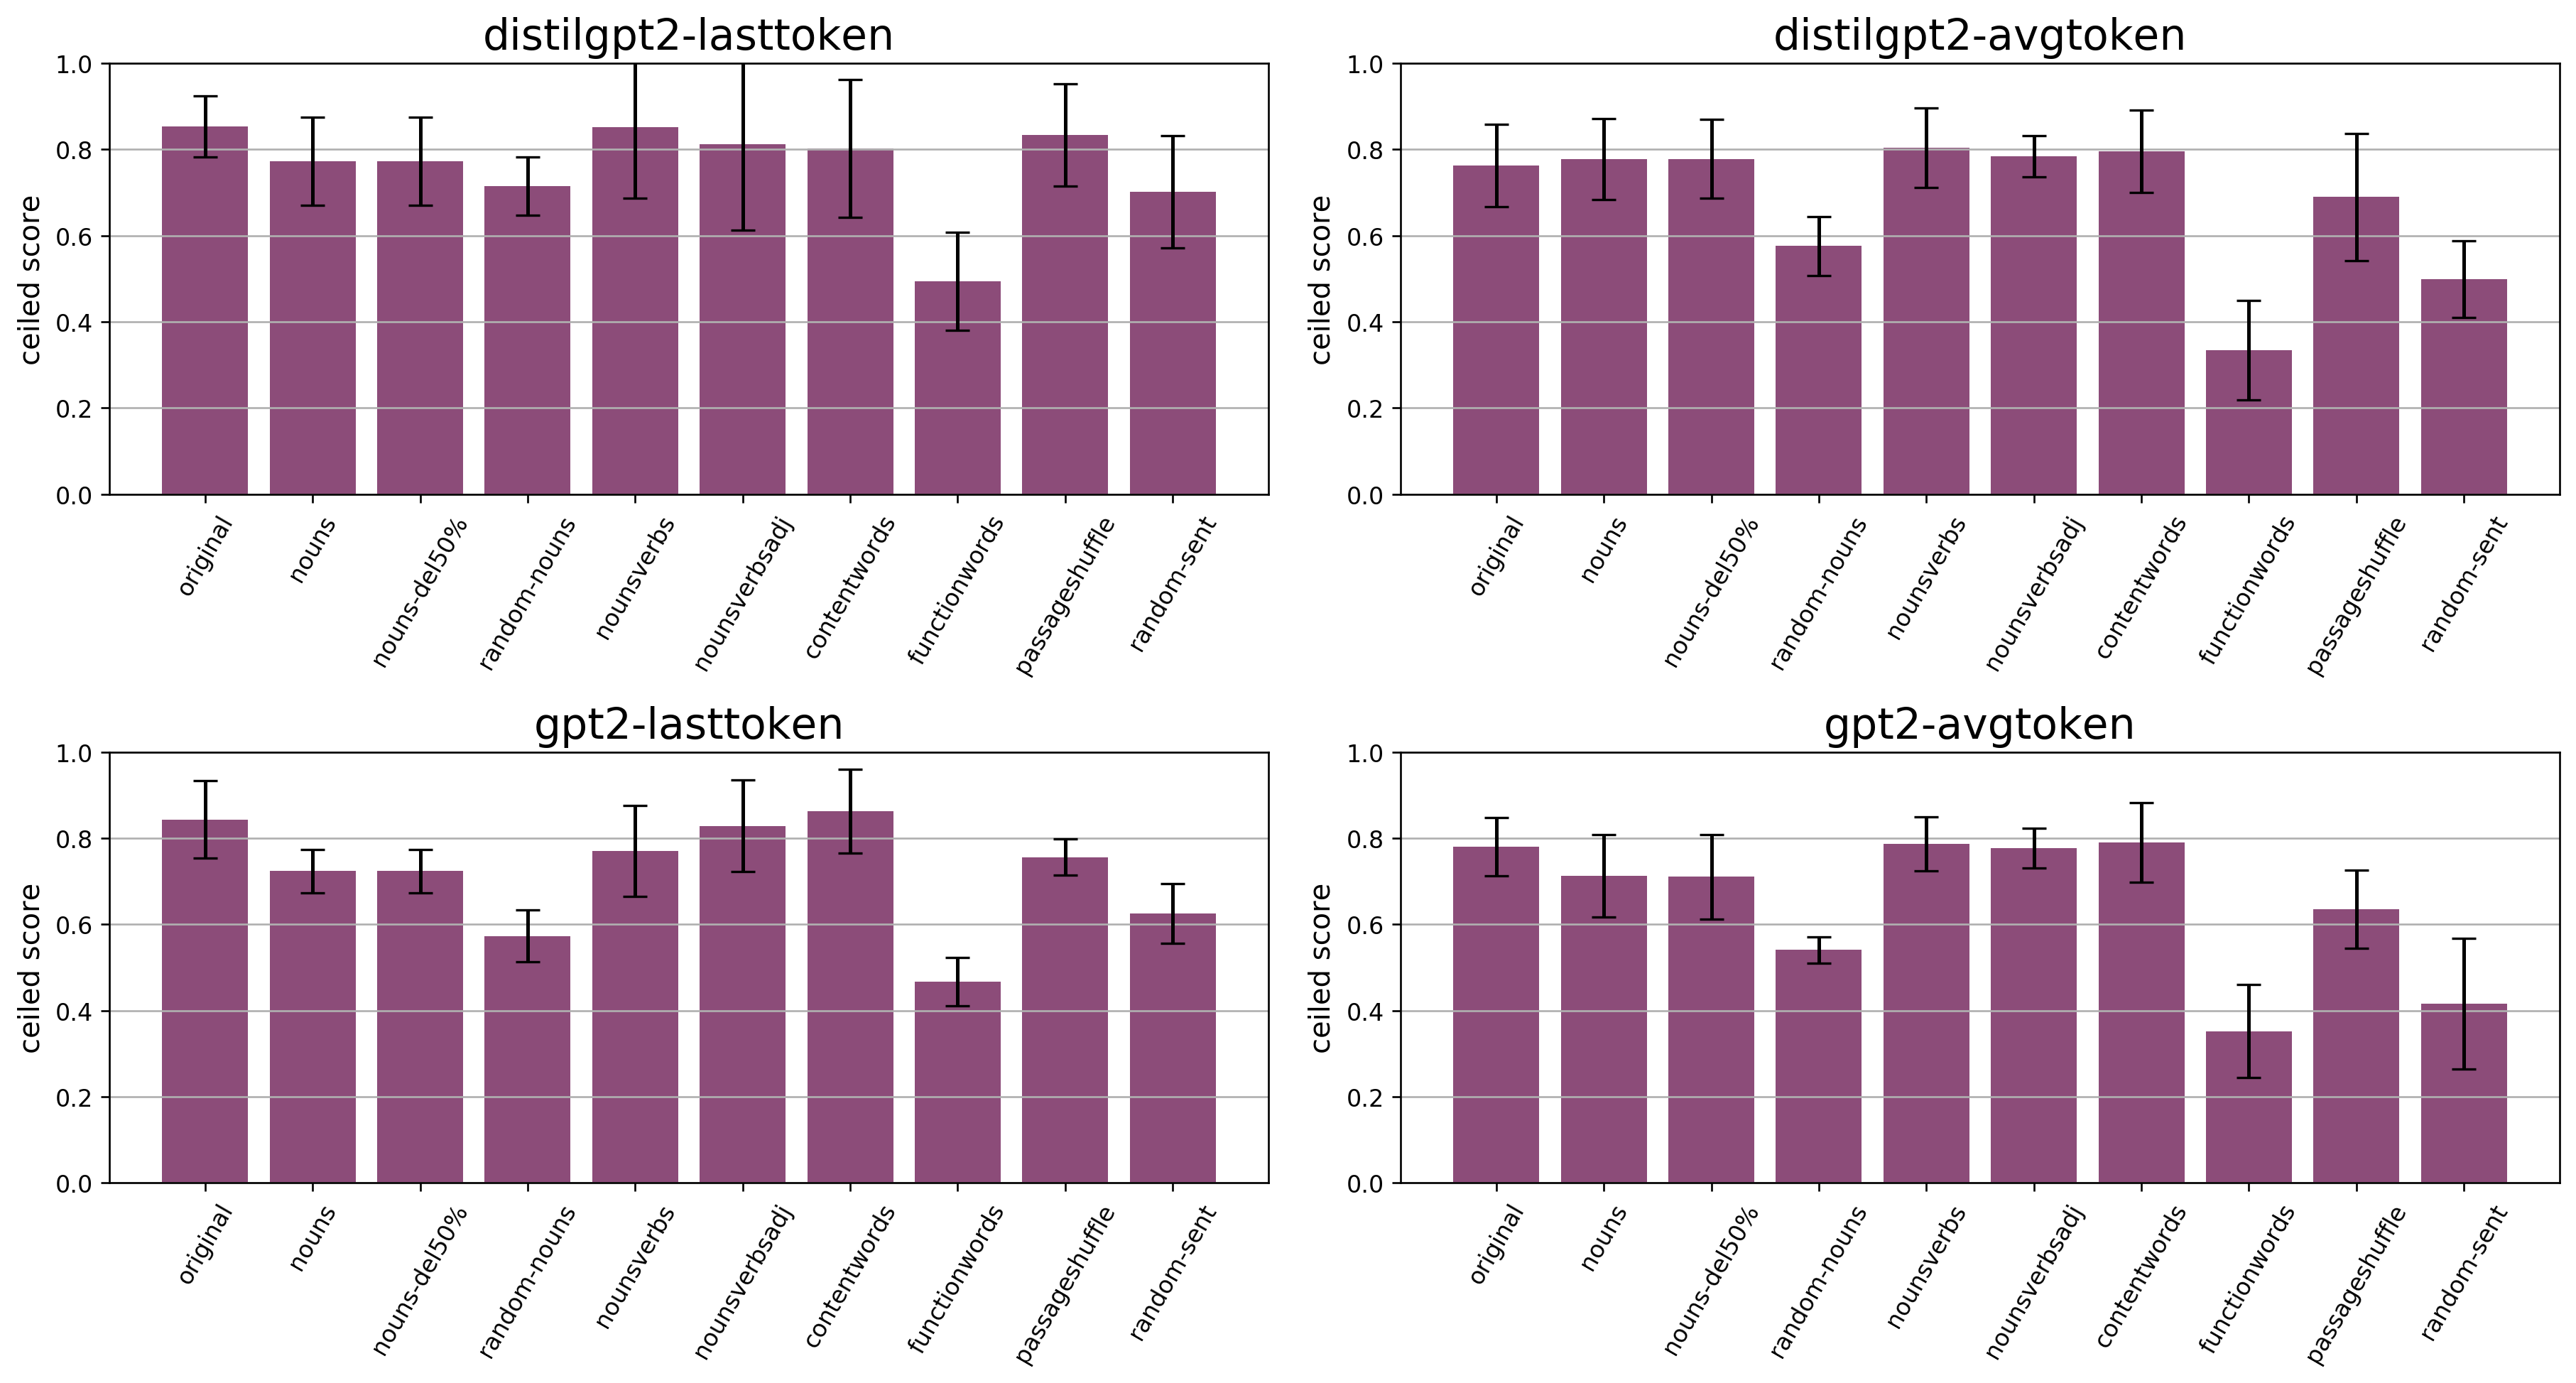 distilgpt2-lasttoken
ceiled score
1.0
0.8
0.6
0.4
0.2
0.0
original
nouns
nouns-del50%
random-nouns
nounsverbs
nounsverbsadj
contentwords
functionwords
passageshuffle
random-sent
distilgpt2-avgtoken
ceiled score
1.0
0.8
0.6
0.4
0.2
0.0
original
nouns
nouns-del50%
random-nouns
nounsverbs
nounsverbsadj
contentwords
functionwords
passageshuffle
random-sent
gpt2-lasttoken
ceiled score
1.0
0.8
0.6
0.4
0.2
0.0
original
nouns
nouns-del50%
random-nouns
nounsverbs
nounsverbsadj
contentwords
functionwords
passageshuffle
random-sent
gpt2-avgtoken
ceiled score
1.0
0.8
0.6
0.4
0.2
0.0
original
nouns
nouns-del50%
random-nouns
nounsverbs
nounsverbsadj
contentwords
functionwords
passageshuffle
random-sent